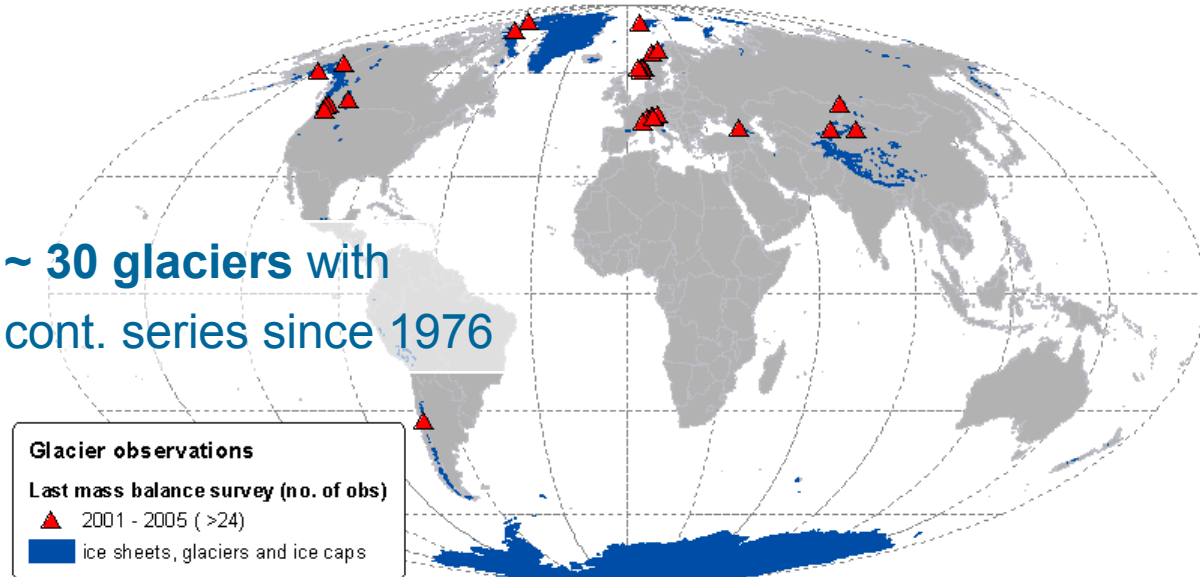 ~ 30 glaciers with
cont. series since 1976
Glacier observations
Last mass balance survey (no. of obs)
2001 - 2005 ( >24)
ice sheets, glaciers and ice caps